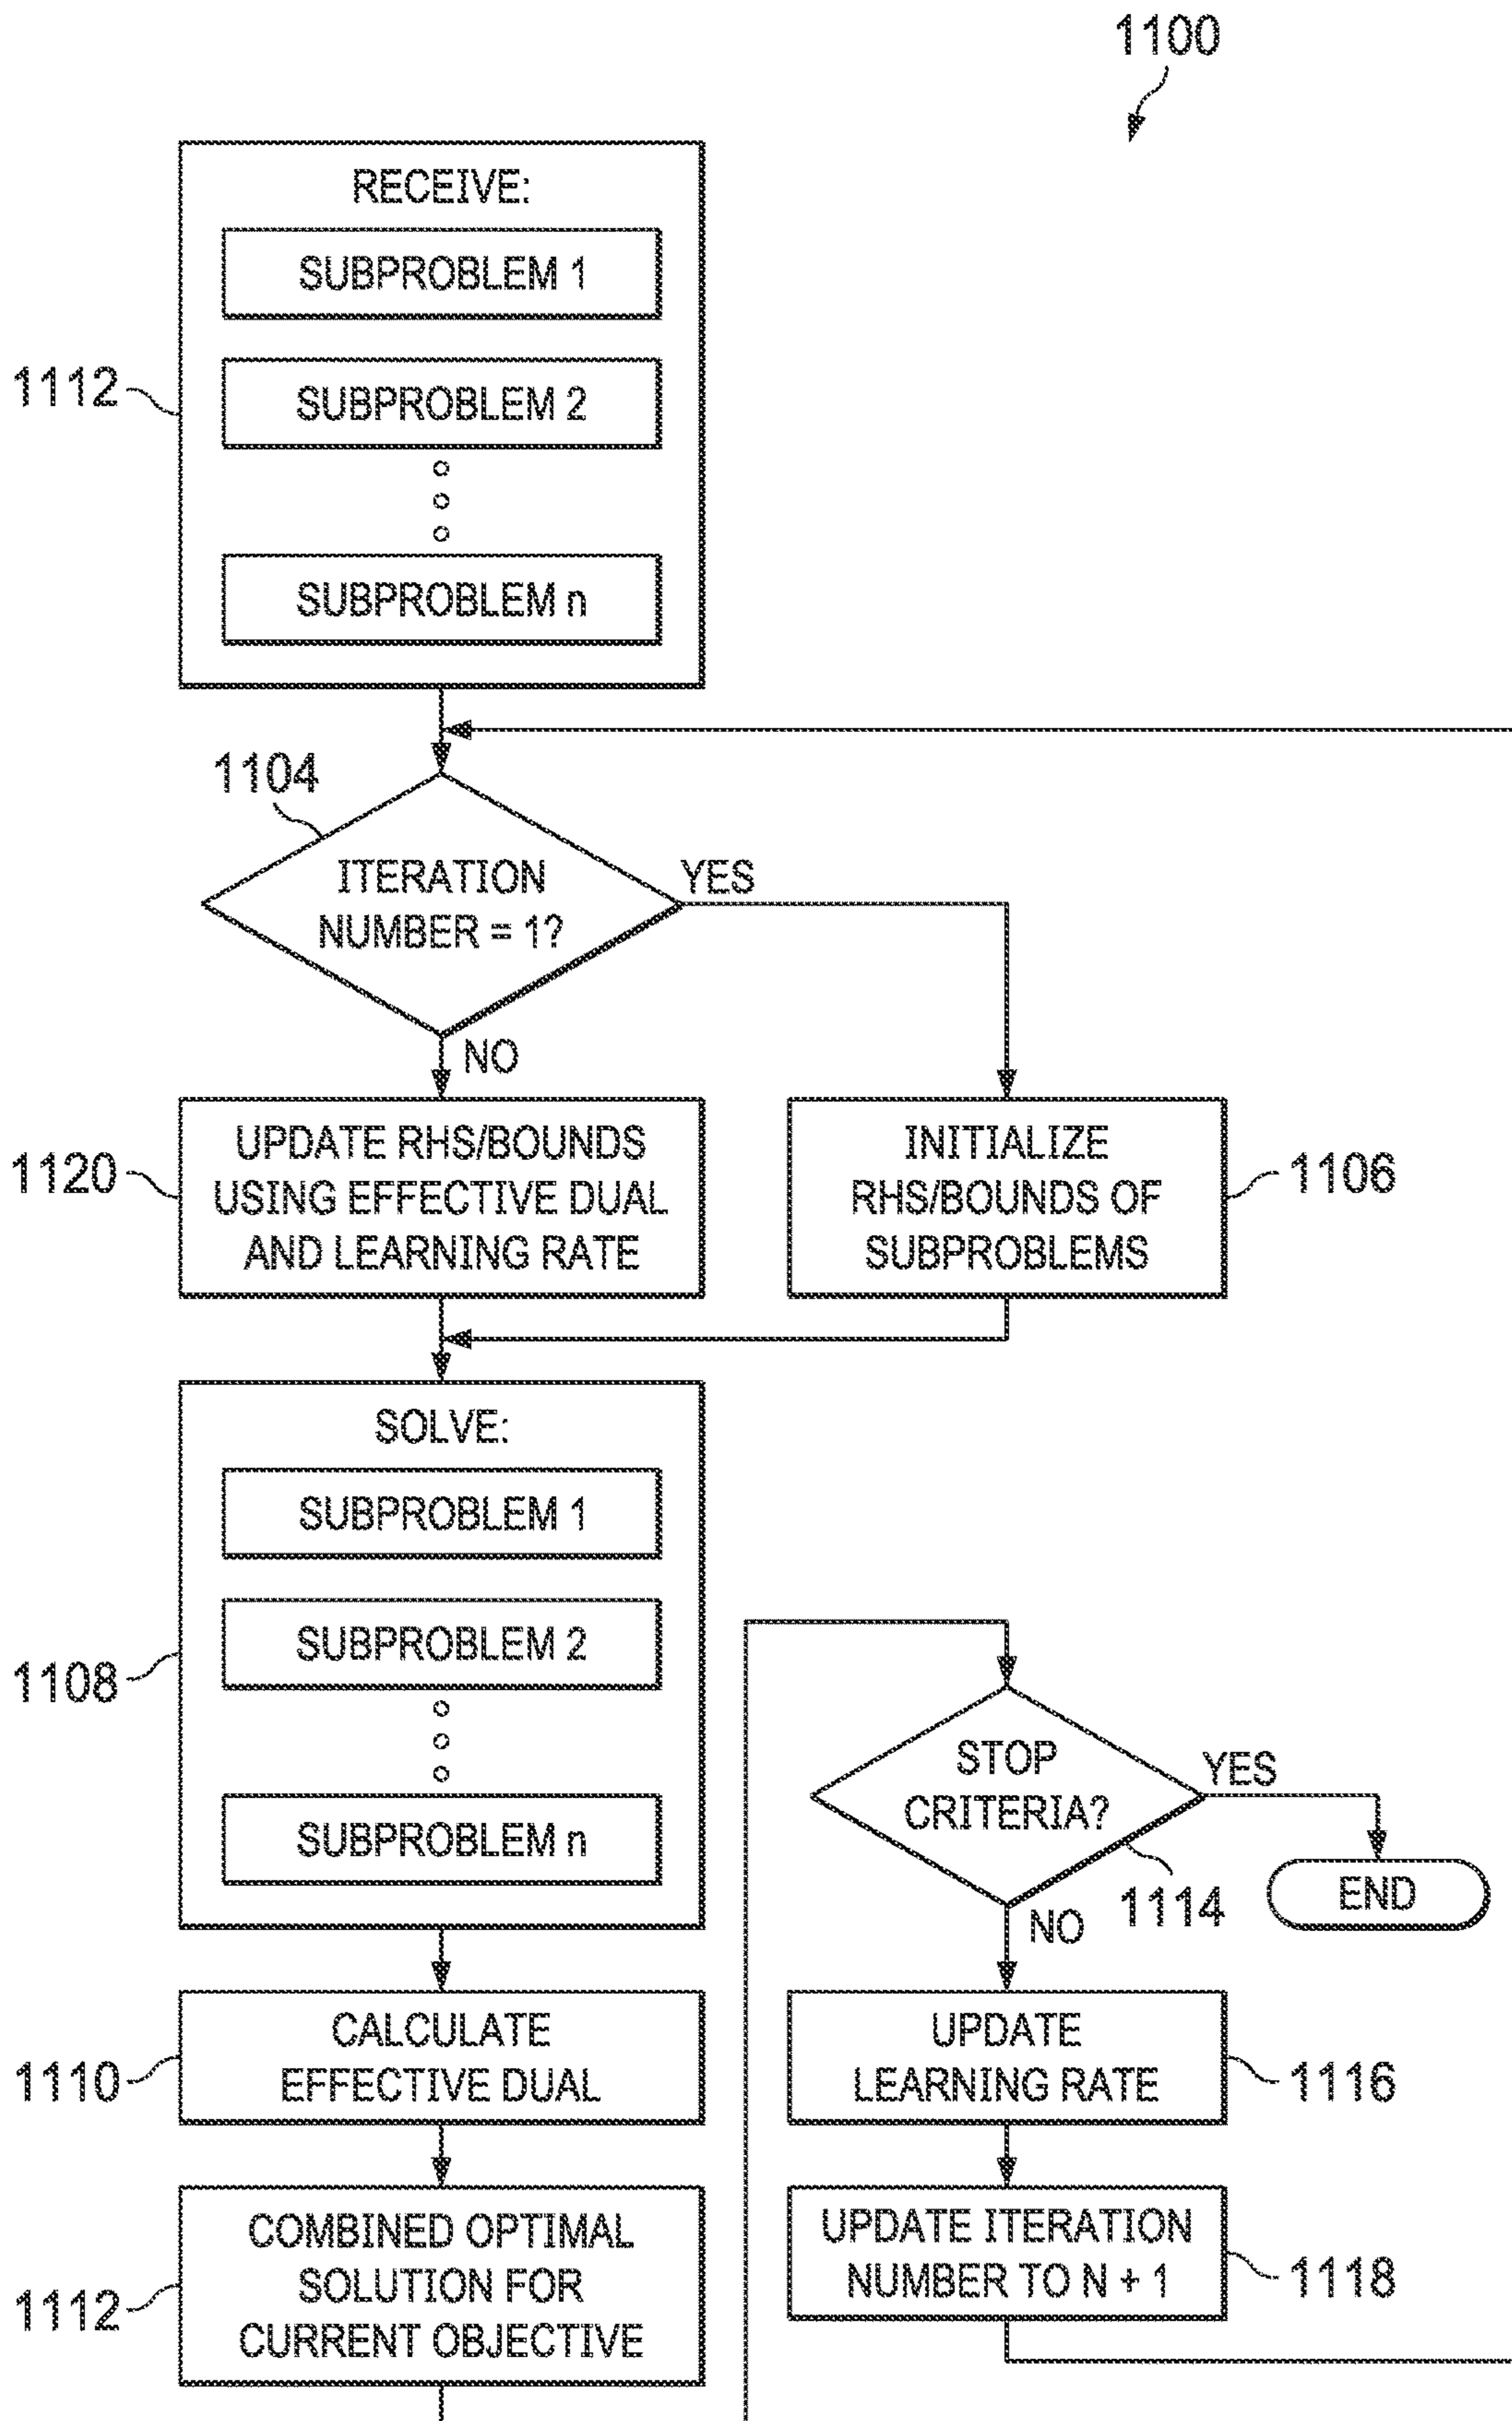 1100
RECEIVE:
SUBPROBLEM 1
1112
SUBPROBLEM 2
SUBPROBLEM n
1104
ITERATION
NUMBER = 1?
YES
NO
1120
UPDATE RHS/BOUNDS
USING EFFECTIVE DUAL
AND LEARNING RATE
INITIALIZE
RHS/BOUNDS OF
SUBPROBLEMS
1106
SOLVE:
SUBPROBLEM 1
SUBPROBLEM 2
1108
SUBPROBLEM n
CALCULATE
EFFECTIVE DUAL
1110
COMBINED OPTIMAL
SOLUTION FOR
CURRENT OBJECTIVE
1112
STOP
CRITERIA?
YES
1114
END
NO
UPDATE
LEARNING RATE
1116
UPDATE ITERATION
NUMBER TO N + 1
1118